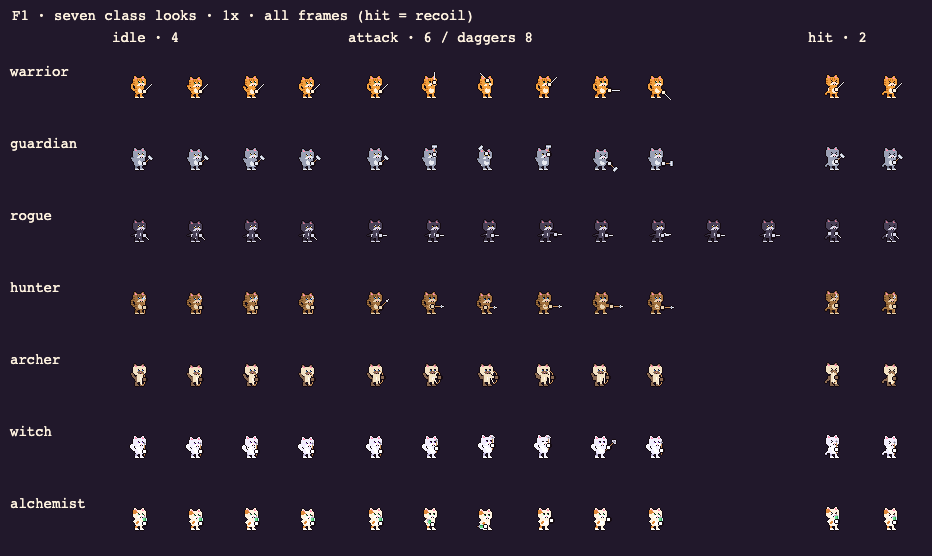 F1 · seven class looks · 1x · all frames (hit = recoil)
idle · 4 attack · 6 / daggers 8 hit · 2
warrior
guardian
rogue
hunter
archer
witch
alchemist